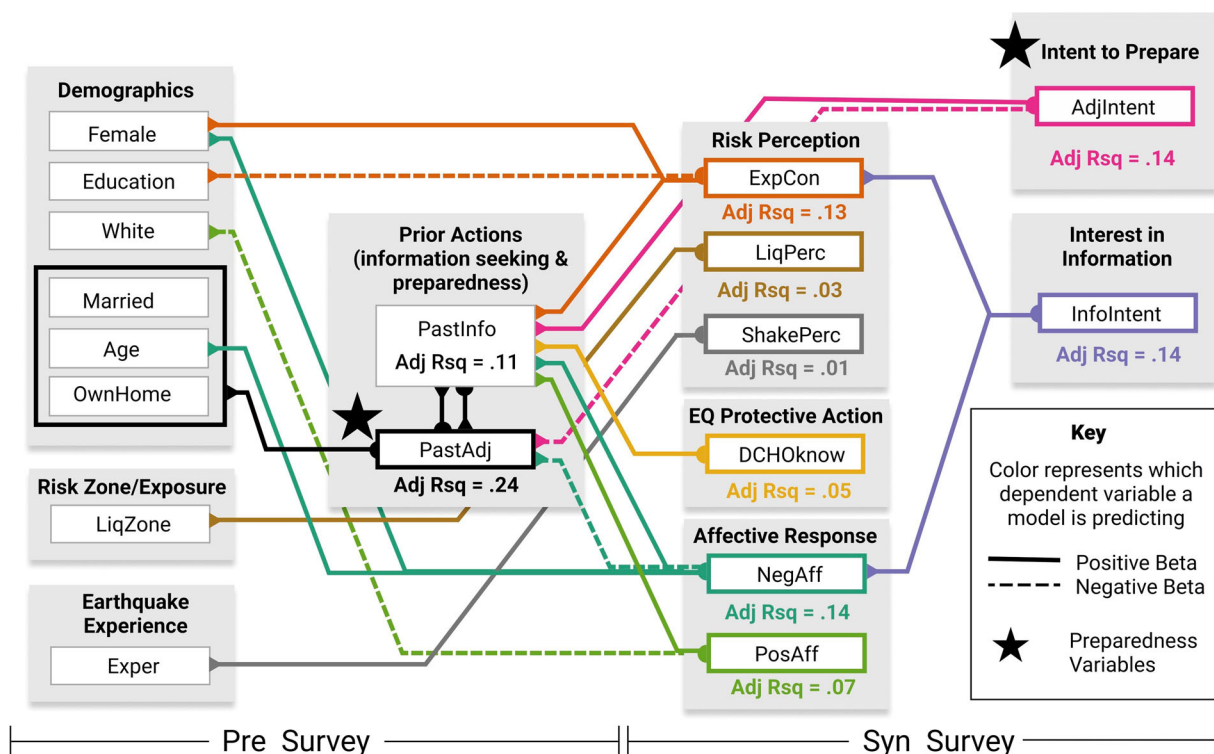 Demographics
Female
Education
White
Married
Age
OwnHome
Risk Zone/Exposure
LiqZone
Earthquake
Experience
Exper
Prior Actions
(information seeking &
preparedness)
PastInfo
Adj Rsq = .11
PastAdj
Adj Rsq = .24
Risk Perception
ExpCon
Adj Rsq = .13
LiqPerc
Adj Rsq = .03
ShakePerc
Adj Rsq = .01
EQ Protective Action
DCHOknow
Adj Rsq = .05
Affective Response
NegAff
Adj Rsq = .14
PosAff
Adj Rsq = .07
Intent to Prepare
AdjIntent
Adj Rsq = .14
Interest in
Information
InfoIntent
Adj Rsq = .14
Key
Color represents which
dependent variable a
model is predicting
Positive Beta
Negative Beta
Preparedness
Variables
Pre Survey
Syn Survey